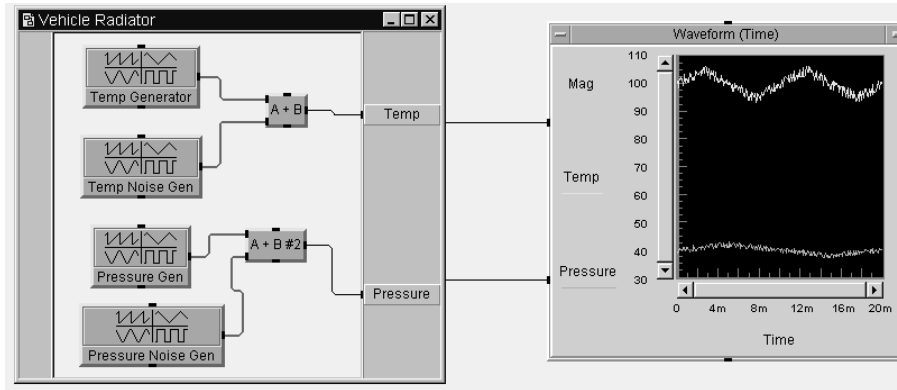 Vehicle Radiator
Temp Generator
A + B
Temp
Temp Noise Gen
Pressure Gen
A + B #2
Pressure
Pressure Noise Gen
Waveform (Time)
Mag
Temp
Pressure
110
100
90
80
70
60
50
40
30
0 4m 8m 12m 16m 20m
Time